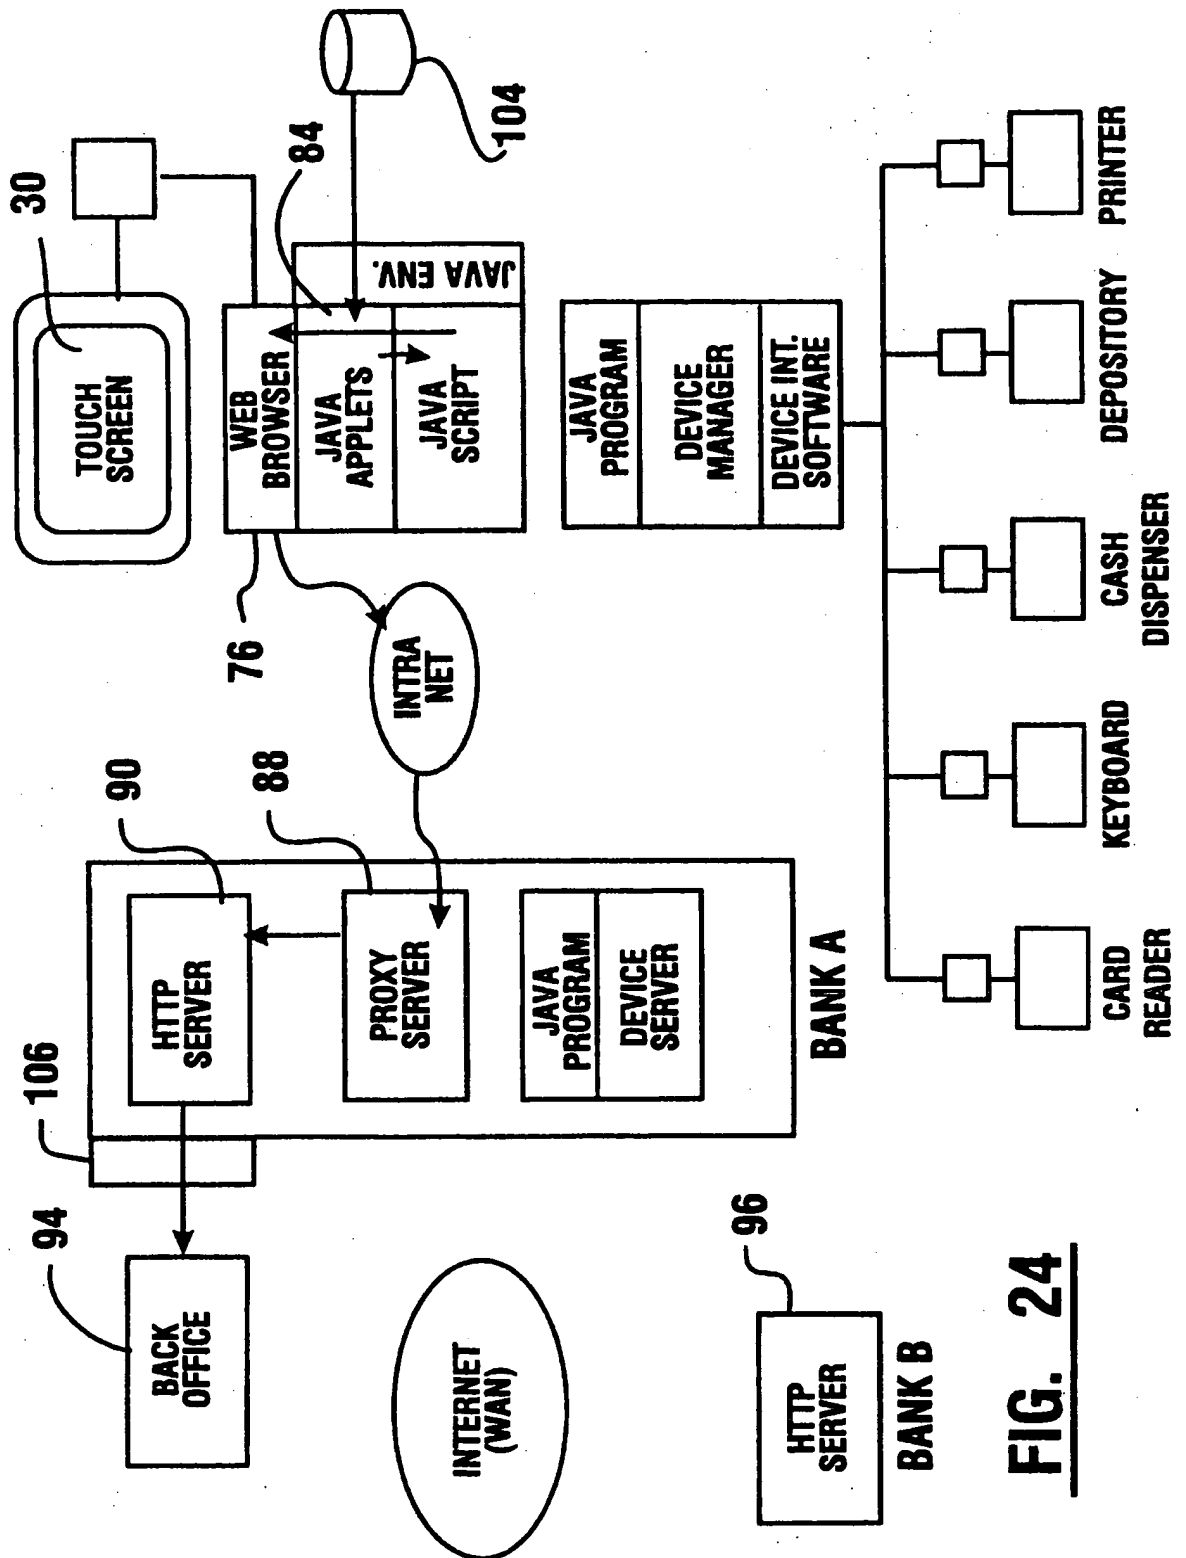 30
TOUCH
SCREEN
104
84
WEB
BROWSER
JAVA
APPLETS
JAVA
SCRIPT
JAVA ENV.
76
INTRA
NET
JAVA
PROGRAM
DEVICE
MANAGER
DEVICE INT.
SOFTWARE
90
HTTP
SERVER
88
PROXY
SERVER
JAVA
PROGRAM
DEVICE
SERVER
BANK A
106
94
BACK
OFFICE
INTERNET
(WAN)
96
HTTP
SERVER
BANK B
CARD
READER
KEYBOARD
CASH
DISPENSER
DEPOSITORY
PRINTER
FIG. 24